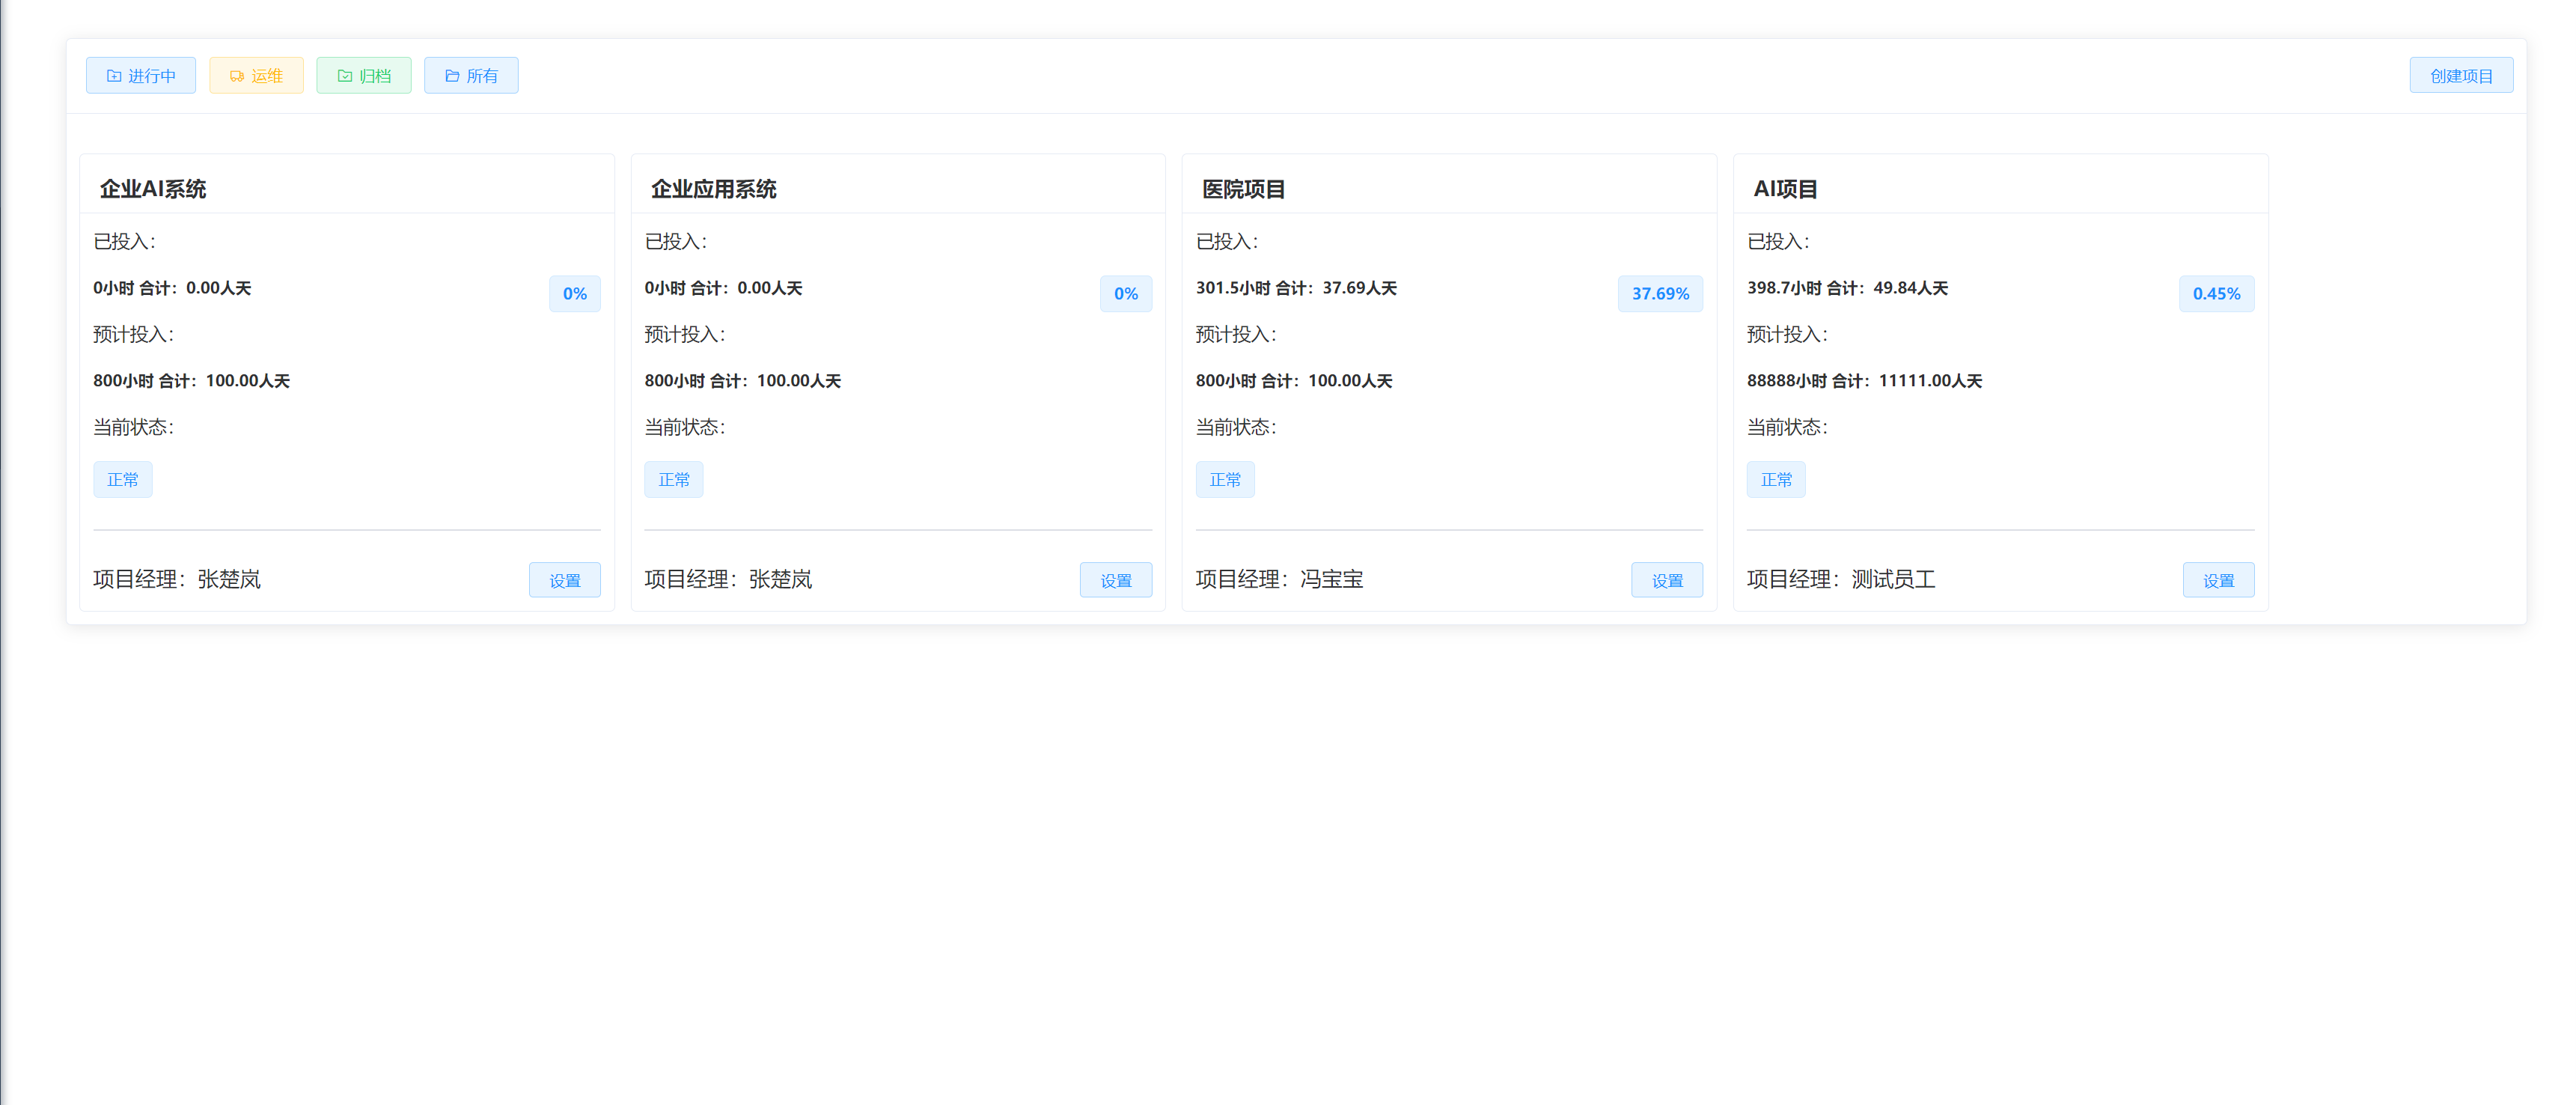 进行中 运维 归档 所有 创建项目
企业AI系统
已投入：
0小时 合计：0.00人天
0%
预计投入：
800小时 合计：100.00人天
当前状态：
正常
项目经理：张楚岚
设置
企业应用系统
已投入：
0小时 合计：0.00人天
0%
预计投入：
800小时 合计：100.00人天
当前状态：
正常
项目经理：张楚岚
设置
医院项目
已投入：
301.5小时 合计：37.69人天
37.69%
预计投入：
800小时 合计：100.00人天
当前状态：
正常
项目经理：冯宝宝
设置
AI项目
已投入：
398.7小时 合计：49.84人天
0.45%
预计投入：
88888小时 合计：11111.00人天
当前状态：
正常
项目经理：测试员工
设置